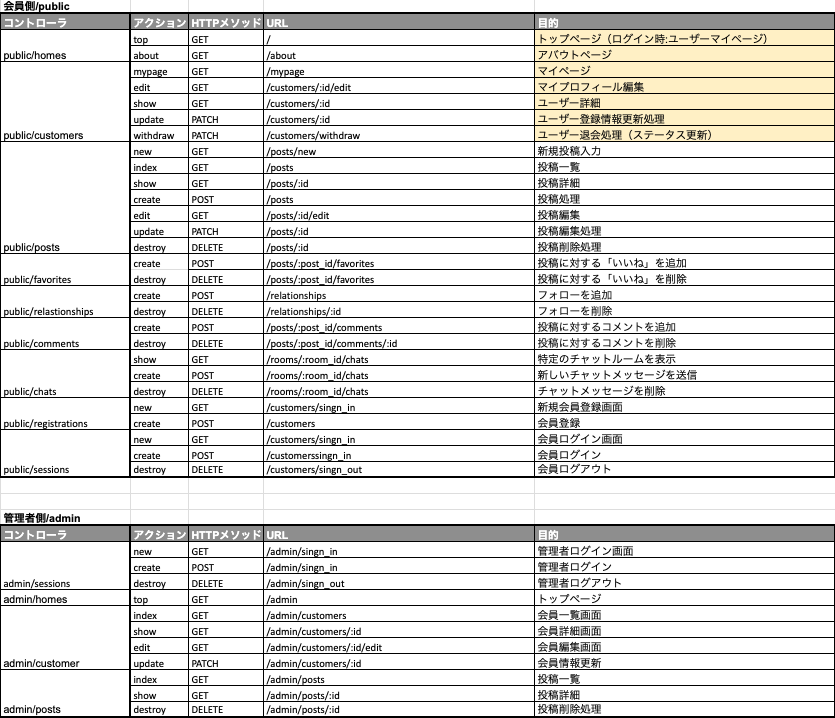 会員側/public
コントローラ アクション HTTPメソッド URL 目的
top GET / トップページ（ログイン時:ユーザーマイページ）
public/homes about GET /about アバウトページ
mypage GET /mypage マイページ
edit GET /customers/:id/edit マイプロフィール編集
show GET /customers/:id ユーザー詳細
update PATCH /customers/:id ユーザー登録情報更新処理
public/customers withdraw PATCH /customers/withdraw ユーザー退会処理（ステータス更新）
new GET /posts/new 新規投稿入力
index GET /posts 投稿一覧
show GET /posts/:id 投稿詳細
create POST /posts 投稿処理
edit GET /posts/:id/edit 投稿編集
update PATCH /posts/:id 投稿編集処理
public/posts destroy DELETE /posts/:id 投稿削除処理
create POST /posts/:post_id/favorites 投稿に対する「いいね」を追加
public/favorites destroy DELETE /posts/:post_id/favorites 投稿に対する「いいね」を削除
create POST /relationships フォローを追加
public/relastionships destroy DELETE /relationships/:id フォローを削除
create POST /posts/:post_id/comments 投稿に対するコメントを追加
public/comments destroy DELETE /posts/:post_id/comments/:id 投稿に対するコメントを削除
show GET /rooms/:room_id/chats 特定のチャットルームを表示
create POST /rooms/:room_id/chats 新しいチャットメッセージを送信
public/chats destroy DELETE /rooms/:room_id/chats チャットメッセージを削除
new GET /customers/singn_in 新規会員登録画面
public/registrations create POST /customers 会員登録
new GET /customers/singn_in 会員ログイン画面
create POST /customerssingn_in 会員ログイン
public/sessions destroy DELETE /customers/singn_out 会員ログアウト
管理者側/admin
コントローラ アクション HTTPメソッド URL 目的
new GET /admin/singn_in 管理者ログイン画面
create POST /admin/singn_in 管理者ログイン
admin/sessions destroy DELETE /admin/singn_out 管理者ログアウト
admin/homes top GET /admin トップページ
index GET /admin/customers 会員一覧画面
show GET /admin/customers/:id 会員詳細画面
edit GET /admin/customers/:id/edit 会員編集画面
admin/customer update PATCH /admin/customers/:id 会員情報更新
index GET /admin/posts 投稿一覧
show GET /admin/posts/:id 投稿詳細
admin/posts destroy DELETE /admin/posts/:id 投稿削除処理